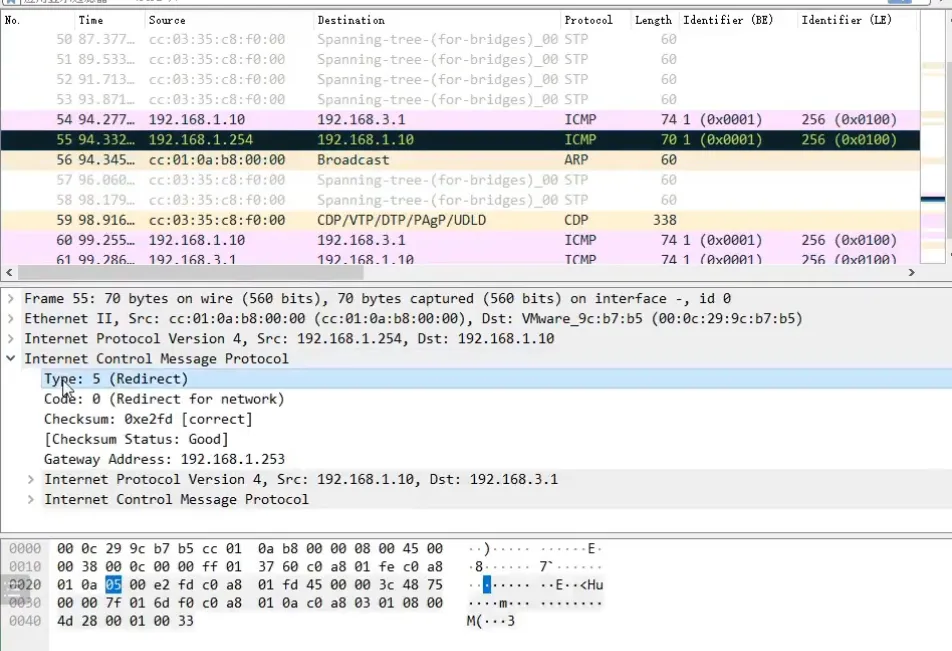 No. Time Source Destination Protocol Length Identifier (BE) Identifier (LE)
50 87.377… cc:03:35:c8:f0:00 Spanning-tree-(for-bridges)_00 STP 60
51 89.533… cc:03:35:c8:f0:00 Spanning-tree-(for-bridges)_00 STP 60
52 91.713… cc:03:35:c8:f0:00 Spanning-tree-(for-bridges)_00 STP 60
53 93.871… cc:03:35:c8:f0:00 Spanning-tree-(for-bridges)_00 STP 60
54 94.277… 192.168.1.10 192.168.3.1 ICMP 74 1 (0x0001) 256 (0x0100)
55 94.332… 192.168.1.254 192.168.1.10 ICMP 70 1 (0x0001) 256 (0x0100)
56 94.345… cc:01:0a:b8:00:00 Broadcast ARP 60
57 96.060… cc:03:35:c8:f0:00 Spanning-tree-(for-bridges)_00 STP 60
58 98.179… cc:03:35:c8:f0:00 Spanning-tree-(for-bridges)_00 STP 60
59 98.916… cc:03:35:c8:f0:00 CDP/VTP/DTP/PAgP/UDLD CDP 338
60 99.255… 192.168.1.10 192.168.3.1 ICMP 74 1 (0x0001) 256 (0x0100)
61 99.286… 192.168.3.1 192.168.1.10 ICMP 74 1 (0x0001) 256 (0x0100)
Frame 55: 70 bytes on wire (560 bits), 70 bytes captured (560 bits) on interface -, id 0
Ethernet II, Src: cc:01:0a:b8:00:00 (cc:01:0a:b8:00:00), Dst: VMware_9c:b7:b5 (00:0c:29:9c:b7:b5)
Internet Protocol Version 4, Src: 192.168.1.254, Dst: 192.168.1.10
Internet Control Message Protocol
Type: 5 (Redirect)
Code: 0 (Redirect for network)
Checksum: 0xe2fd [correct]
[Checksum Status: Good]
Gateway Address: 192.168.1.253
Internet Protocol Version 4, Src: 192.168.1.10, Dst: 192.168.3.1
Internet Control Message Protocol
0000 00 0c 29 9c b7 b5 cc 01 0a b8 00 00 08 00 45 00 ··)····· ······E·
0010 00 38 00 0c 00 00 ff 01 37 60 c0 a8 01 fe c0 a8 ·8······ 7`······
0020 01 0a 05 00 e2 fd c0 a8 01 fd 45 00 00 3c 48 75 ········ ··E··<Hu
0030 00 00 7f 01 6d f0 c0 a8 01 0a c0 a8 03 01 08 00 ····m··· ········
0040 4d 28 00 01 00 33 M(···3